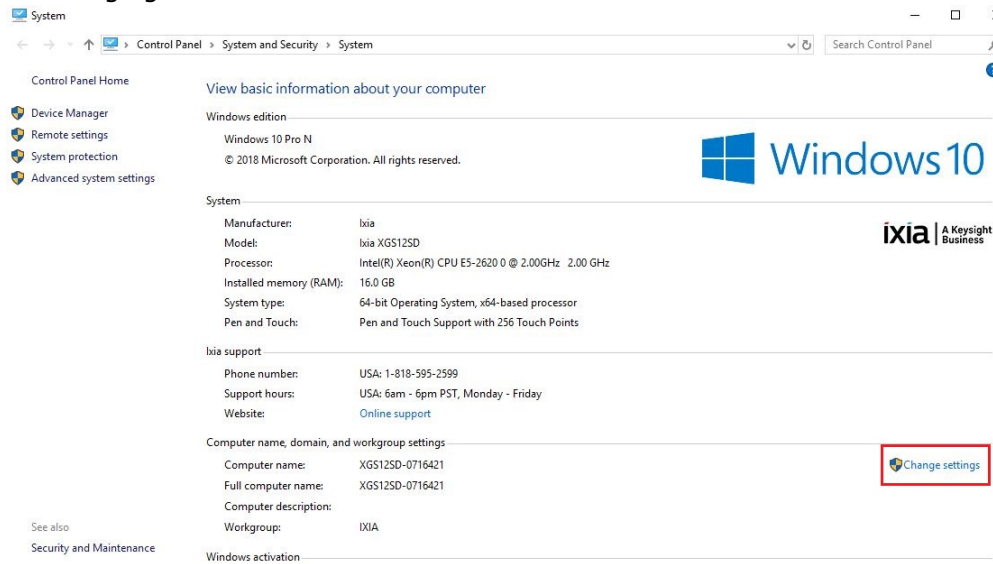 System
Control Panel > System and Security > System
Search Control Panel
Control Panel Home
Device Manager
Remote settings
System protection
Advanced system settings
View basic information about your computer
Windows edition
Windows 10 Pro N
© 2018 Microsoft Corporation. All rights reserved.
Windows 10
System
Manufacturer: Ixia
Model: Ixia XGS12SD
Processor: Intel(R) Xeon(R) CPU E5-2620 0 @ 2.00GHz 2.00 GHz
Installed memory (RAM): 16.0 GB
System type: 64-bit Operating System, x64-based processor
Pen and Touch: Pen and Touch Support with 256 Touch Points
ixia | A Keysight
Business
Ixia support
Phone number: USA: 1-818-595-2599
Support hours: USA: 6am - 6pm PST, Monday - Friday
Website: Online support
Computer name, domain, and workgroup settings
Computer name: XGS12SD-0716421
Change settings
Full computer name: XGS12SD-0716421
Computer description:
Workgroup: IXIA
See also
Security and Maintenance
Windows activation